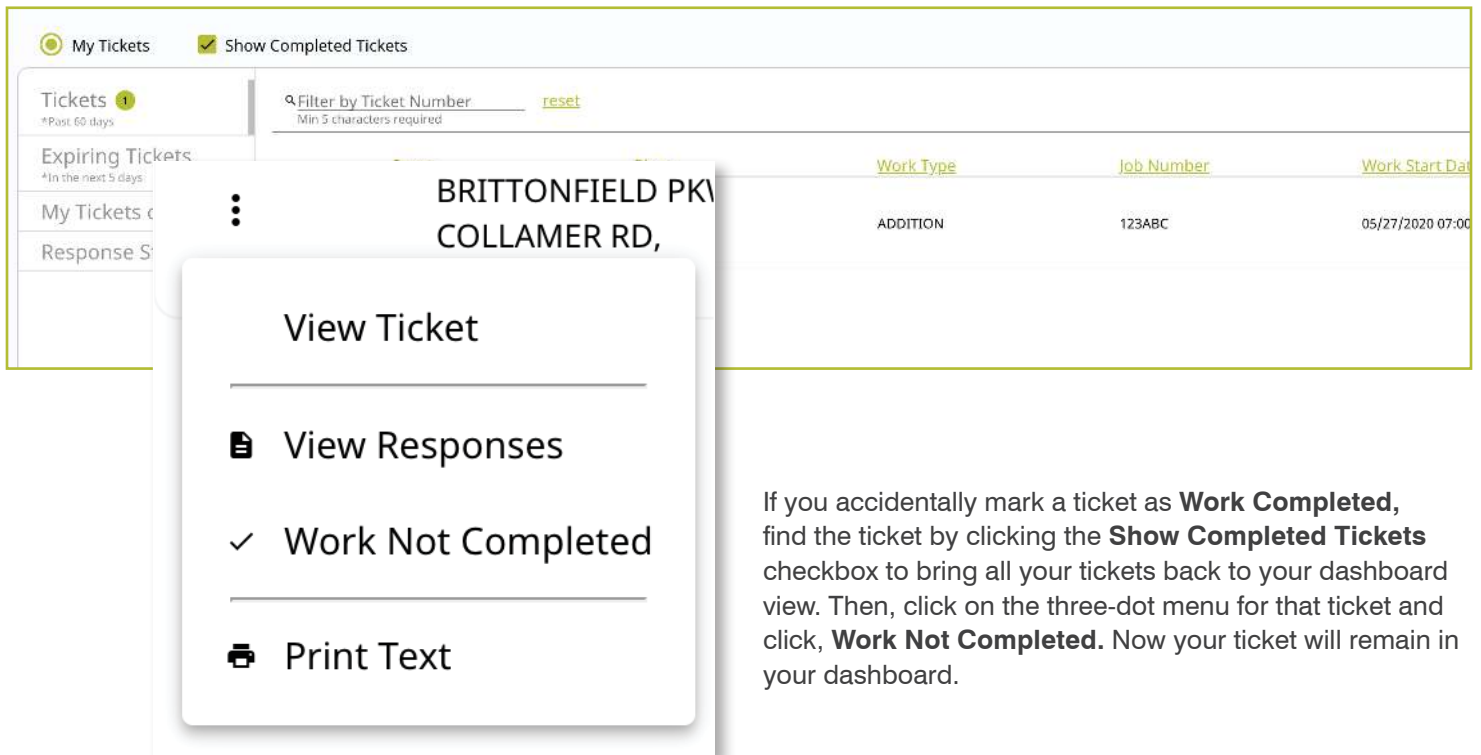 My Tickets Show Completed Tickets
Tickets 1
*Past 60 days
Filter by Ticket Number reset
Min 5 characters required
Expiring Tickets
*In the next 5 days
Work Type Job Number Work Start Dat
My Tickets
Response S
BRITTONFIELD PKW
COLLAMER RD,
ADDITION 123ABC 05/27/2020 07:00
View Ticket
View Responses
Work Not Completed
Print Text
If you accidentally mark a ticket as Work Completed,
find the ticket by clicking the Show Completed Tickets
checkbox to bring all your tickets back to your dashboard
view. Then, click on the three-dot menu for that ticket and
click, Work Not Completed. Now your ticket will remain in
your dashboard.